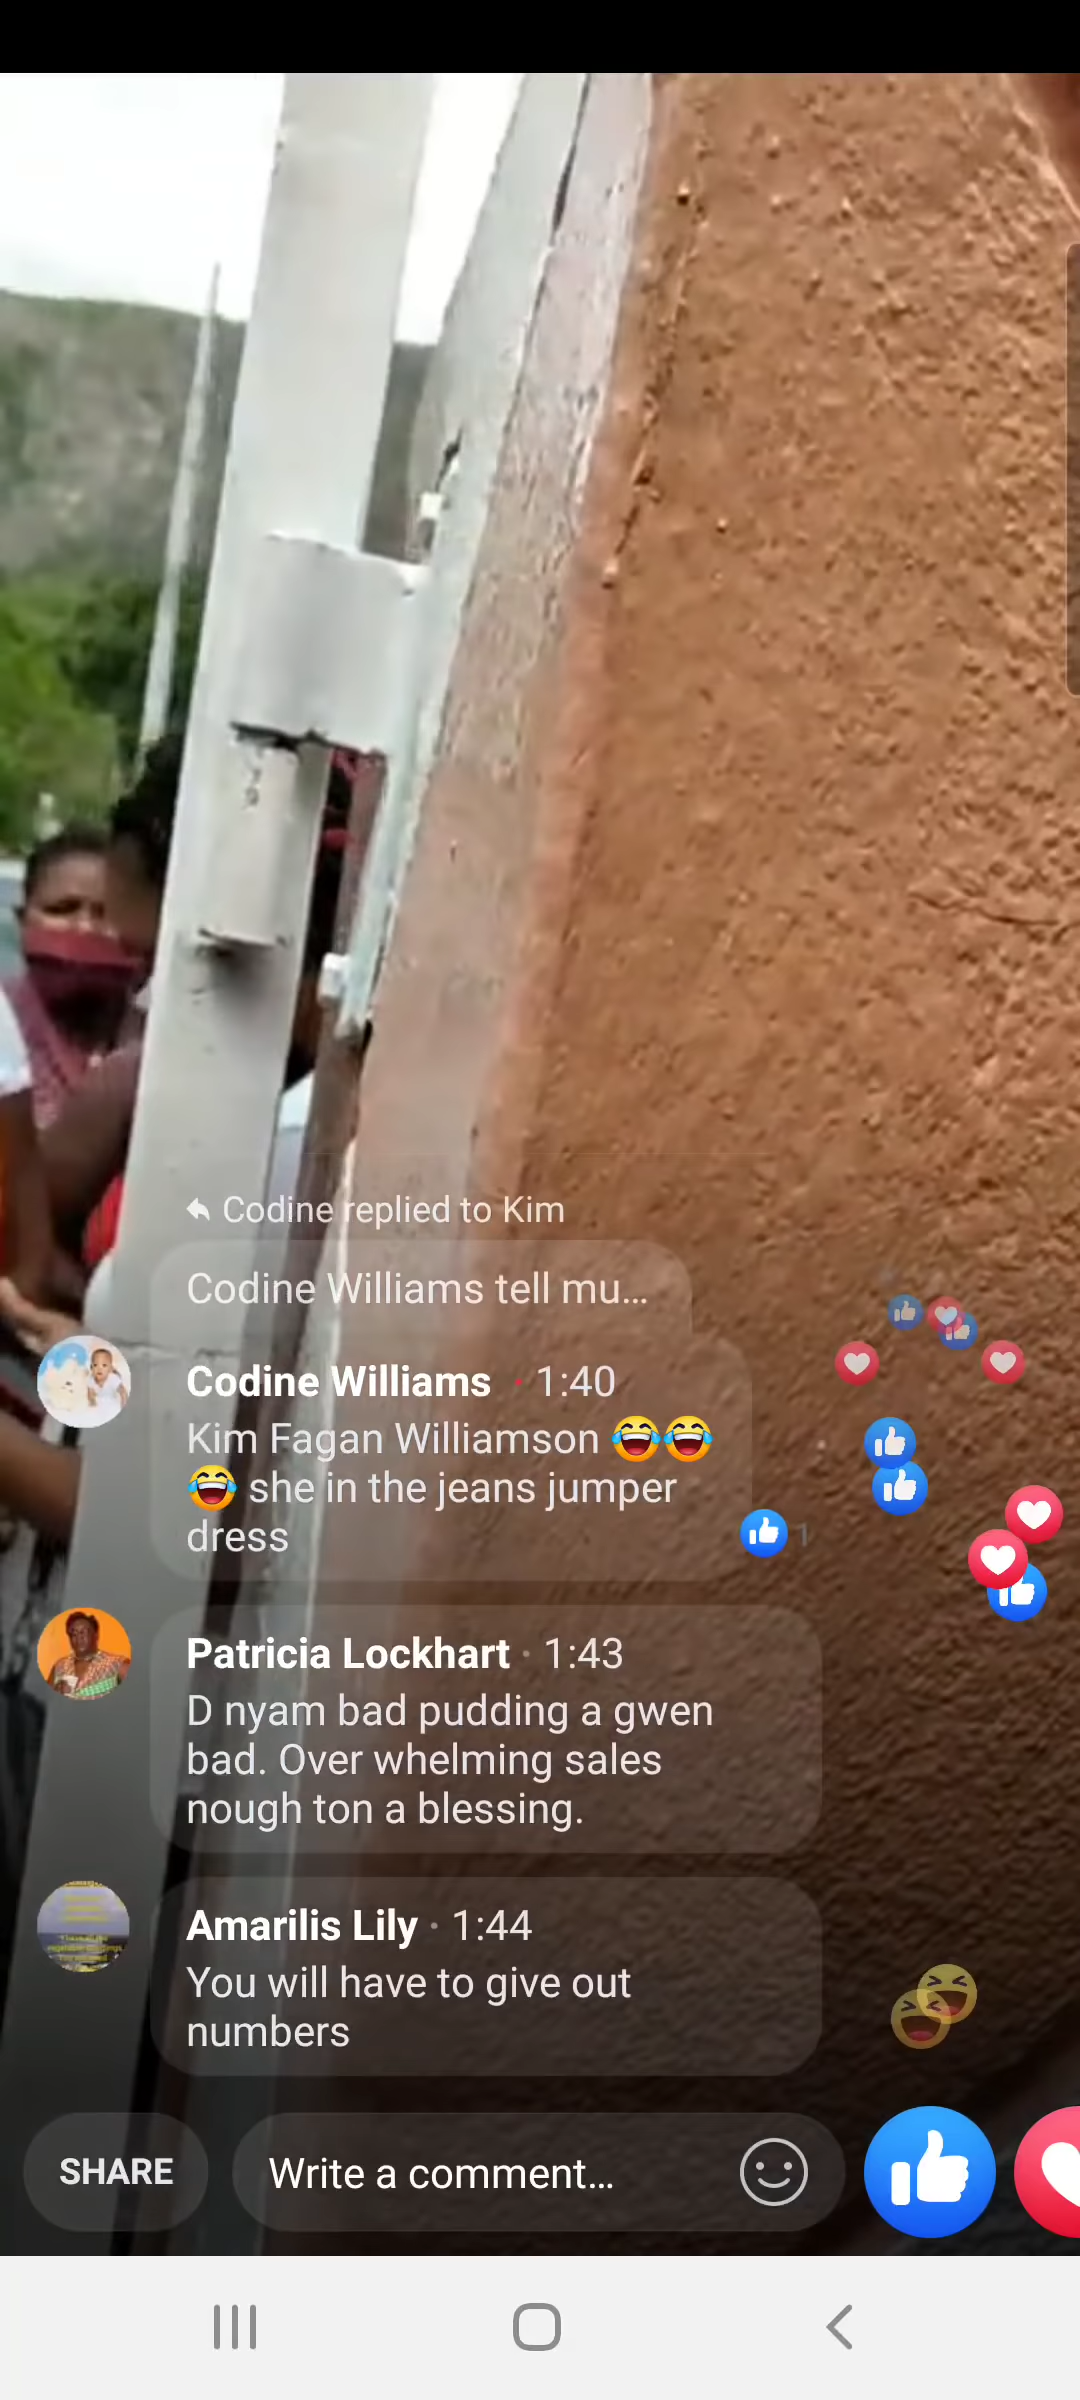 Codine replied to Kim
Codine Williams tell mu...
Codine Williams · 1:40
Kim Fagan Williamson 😂😂
😂 she in the jeans jumper
dress
1
Patricia Lockhart · 1:43
D nyam bad pudding a gwen
bad. Over whelming sales
nough ton a blessing.
Amarilis Lily · 1:44
You will have to give out
numbers
SHARE
Write a comment...